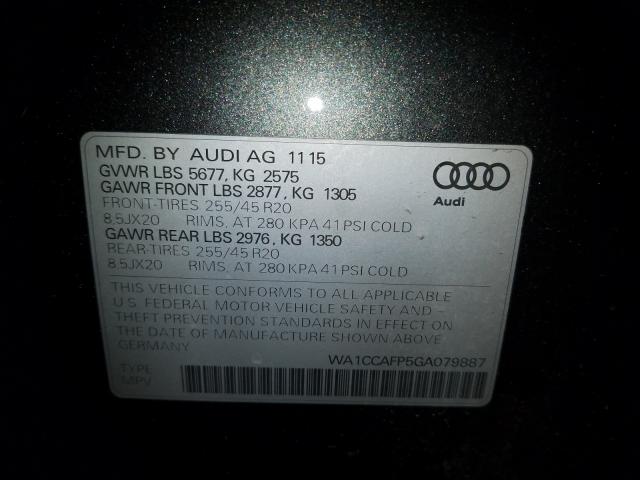 MFD. BY AUDI AG 11 15
GVWR LBS 5677, KG 2575
GAWR FRONT LBS 2877, KG 1305
FRONT-TIRES 255/45 R20
8,5JX20 RIMS, AT 280 KPA 41 PSI COLD
GAWR REAR LBS 2976, KG 1350
REAR-TIRES 255/45 R20
8,5JX20 RIMS, AT 280 KPA 41 PSI COLD
Audi
THIS VEHICLE CONFORMS TO ALL APPLICABLE
U.S. FEDERAL MOTOR VEHICLE SAFETY AND -
THEFT PREVENTION STANDARDS IN EFFECT ON
THE DATE OF MANUFACTURE SHOWN ABOVE
GERMANY
WA1CCAFP5GA079887
TYPE
MPV